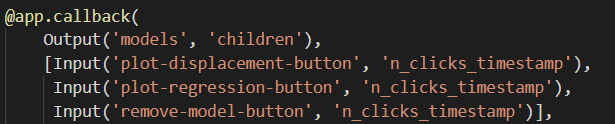 @app.callback(
    Output('models', 'children'),
    [Input('plot-displacement-button', 'n_clicks_timestamp'),
     Input('plot-regression-button', 'n_clicks_timestamp'),
     Input('remove-model-button', 'n_clicks_timestamp')],